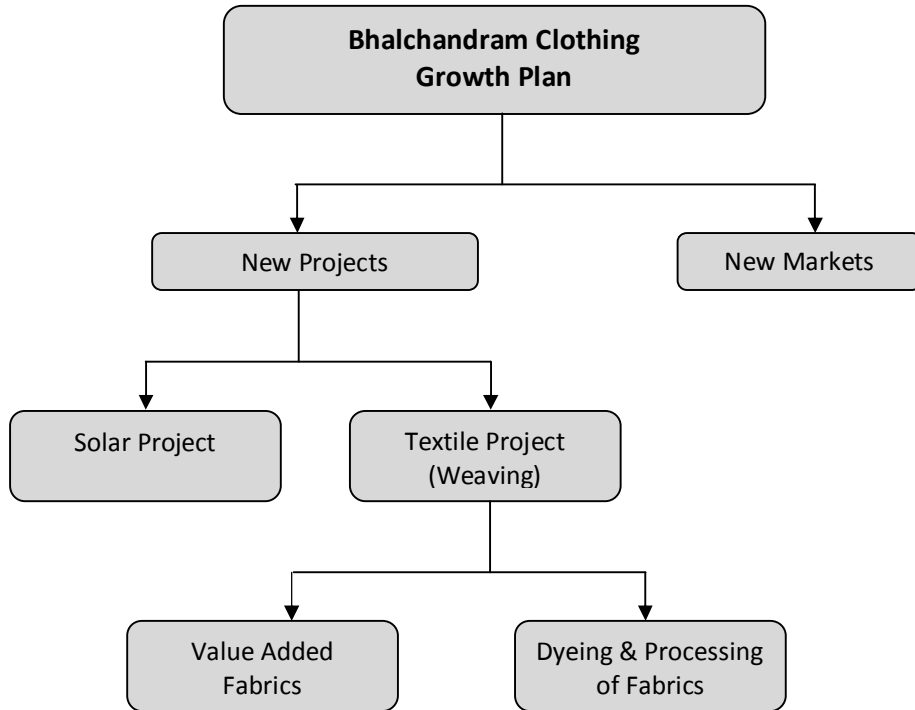 Bhalchandram Clothing
Growth Plan
New Projects
New Markets
Solar Project
Textile Project
(Weaving)
Value Added
Fabrics
Dyeing & Processing
of Fabrics